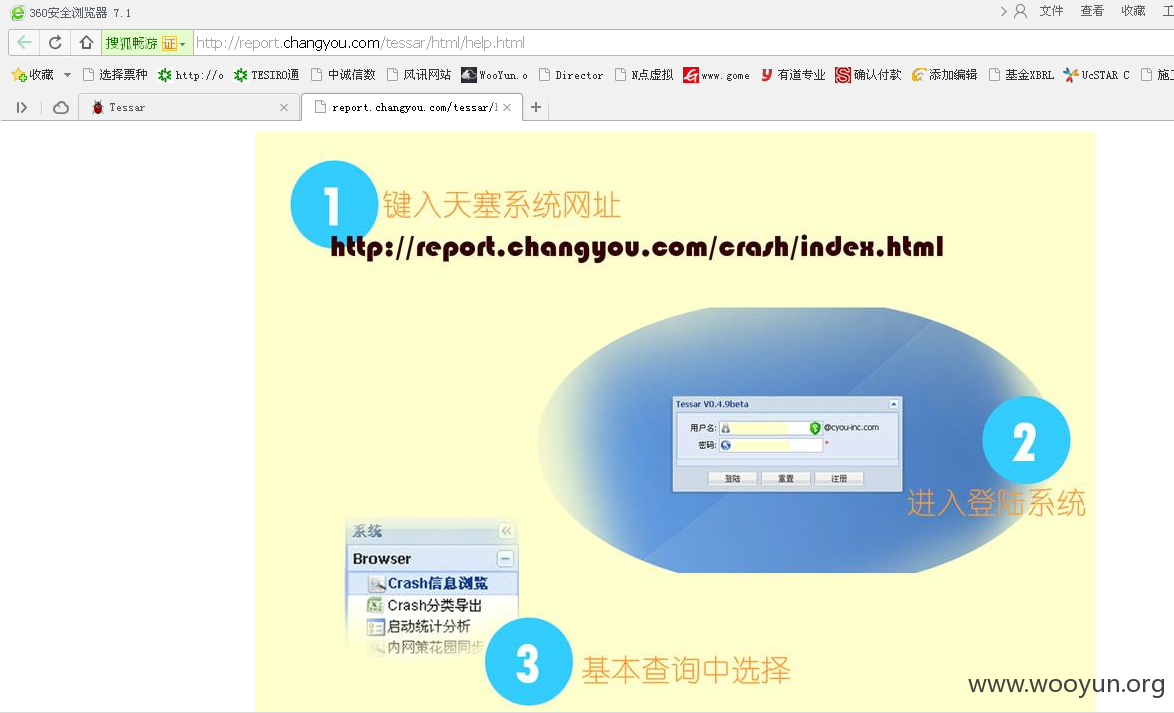 360安全浏览器 7.1
文件 查看 收藏
搜狐畅游 证 http://report.changyou.com/tessar/html/help.html
收藏 选择票种 http://o TESIRO通 中诚信数 风讯网站 WooYun.o Director N点虚拟 www.gome 有道专业 确认付款 添加编辑 基金XBRL UcSTAR C
Tessar report.changyou.com/tessar/
1 键入天塞系统网址
http://report.changyou.com/crash/index.html
Tessar V0.4.9beta
用户名: @cyou-inc.com
密码: *
登陆 重置 注册
2
进入登陆系统
系统
Browser
Crash信息浏览
Crash分类导出
启动统计分析
内网策花园同步
3 基本查询中选择
www.wooyun.org